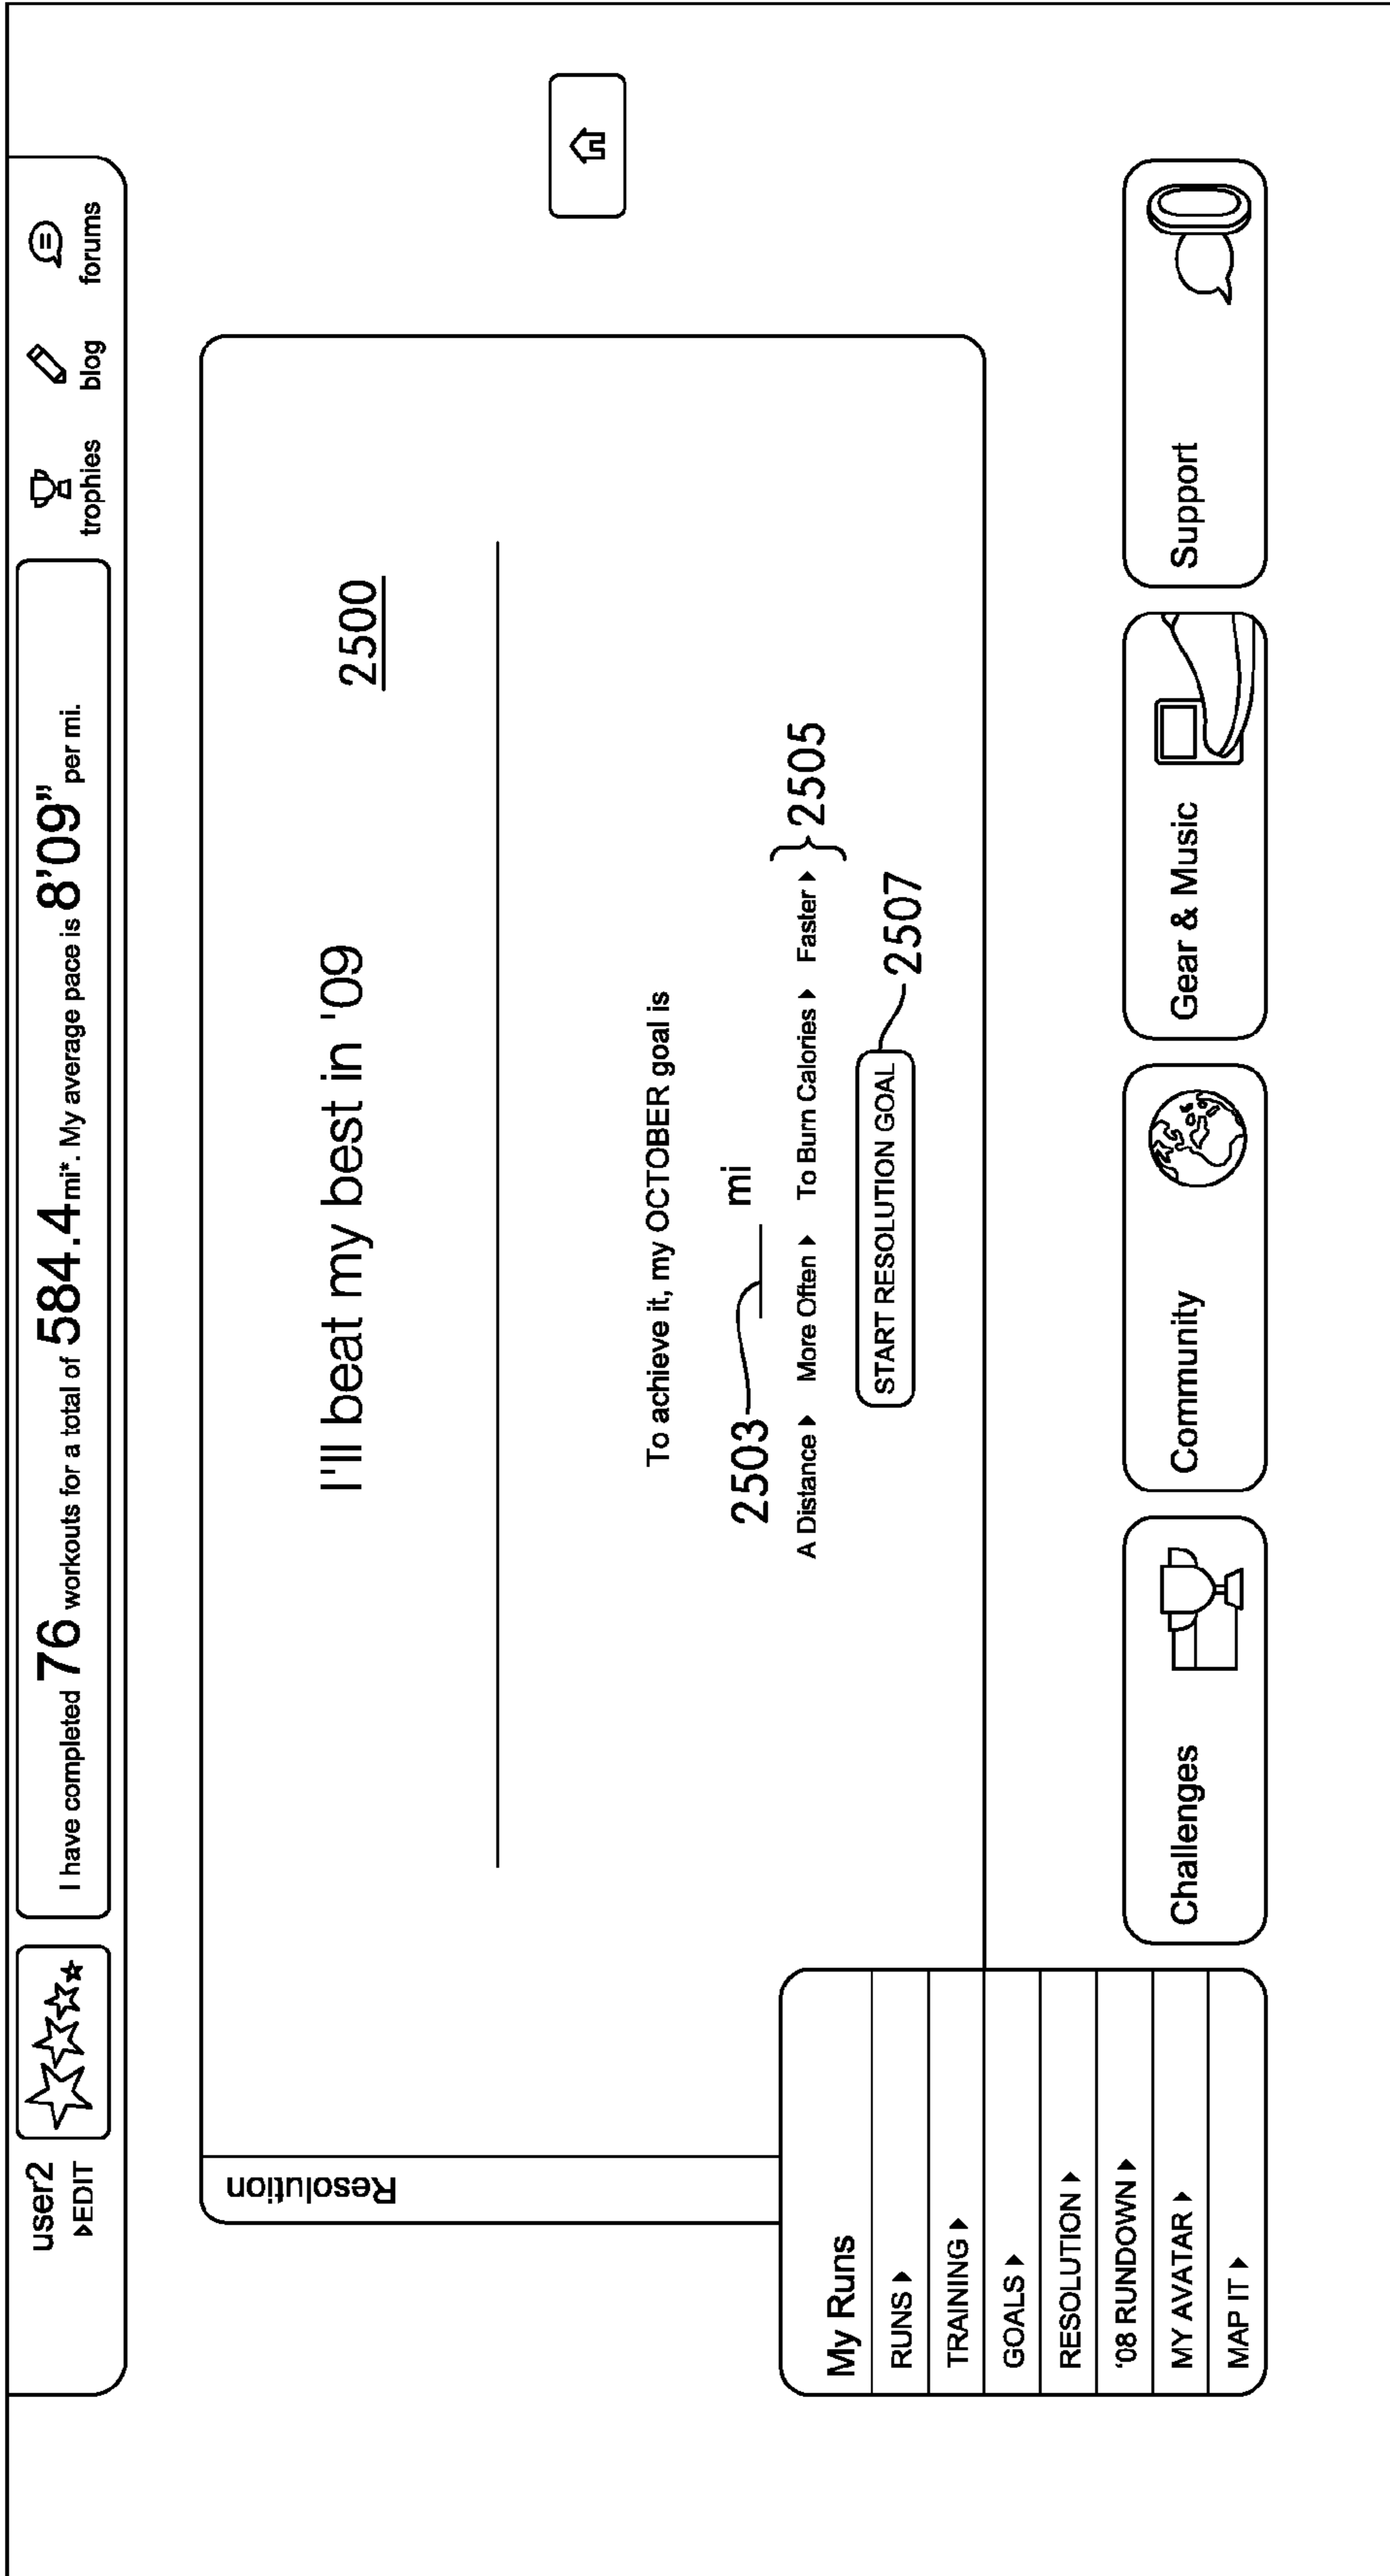 user2
▸EDIT
I have completed 76 workouts for a total of 584.4 mi*. My average pace is 8'09" per mi.
trophies
blog
forums
Resolution
I'll beat my best in '09
2500
To achieve it, my OCTOBER goal is
2503
mi
A Distance ▸ More Often ▸ To Burn Calories ▸ Faster ▸
2505
START RESOLUTION GOAL
2507
My Runs
RUNS ▸
TRAINING ▸
GOALS ▸
RESOLUTION ▸
'08 RUNDOWN ▸
MY AVATAR ▸
MAP IT ▸
Challenges
Community
Gear & Music
Support